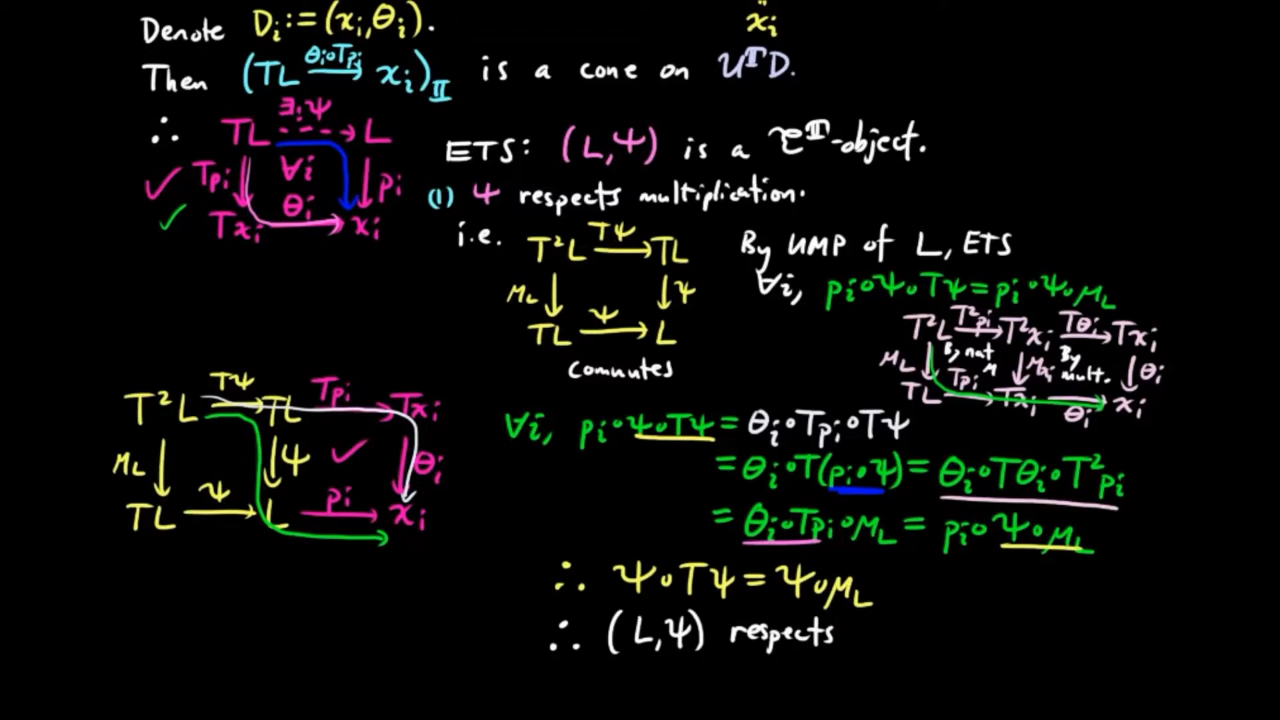 Denote Dᵢ := (xᵢ, θᵢ).
xᵢ
Then (TL –θᵢ∘Tpᵢ→ xᵢ)_𝕀 is a cone on U^𝕋D.
∴ TL – ∃!Ψ → L
Tpᵢ ∀i pᵢ
θᵢ
Txᵢ → xᵢ
ETS: (L,Ψ) is a 𝒞^𝕋-object.
(1) Ψ respects multiplication.
i.e.
T²L –TΨ→ TL
μ_L ↓ ↓ Ψ
TL –Ψ→ L
commutes
By UMP of L, ETS
∀i, pᵢ∘Ψ∘TΨ = pᵢ∘Ψ∘μ_L
T²L –T²pᵢ→ T²xᵢ –Tθᵢ→ Txᵢ
μ_L ↓ By nat μ ↓ μxᵢ By mult. ↓ θᵢ
TL –Tpᵢ→ Txᵢ –θᵢ→ xᵢ
T²L –TΨ→ TL –Tpᵢ→ Txᵢ
μ_L ↓ ↓ Ψ ✓ ↓ θᵢ
TL –Ψ→ L –pᵢ→ xᵢ
∀i, pᵢ∘Ψ∘TΨ = θᵢ∘Tpᵢ∘TΨ
= θᵢ∘T(pᵢ∘Ψ) = θᵢ∘Tθᵢ∘T²pᵢ
= θᵢ∘Tpᵢ∘μ_L = pᵢ∘Ψ∘μ_L
∴ Ψ∘TΨ = Ψ∘μ_L
∴ (L,Ψ) respects